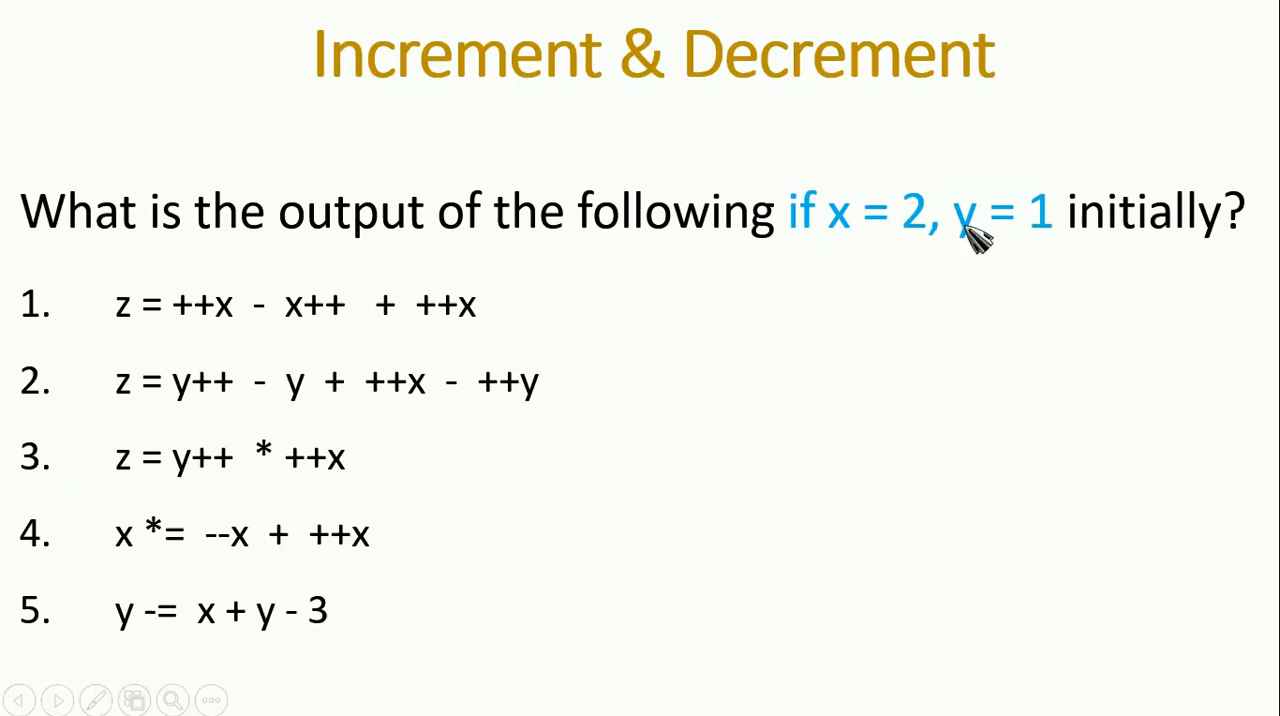 Increment & Decrement
What is the output of the following if x = 2, y = 1 initially?
1. z = ++x - x++ + ++x
2. z = y++ - y + ++x - ++y
3. z = y++ * ++x
4. x *= --x + ++x
5. y -= x + y - 3